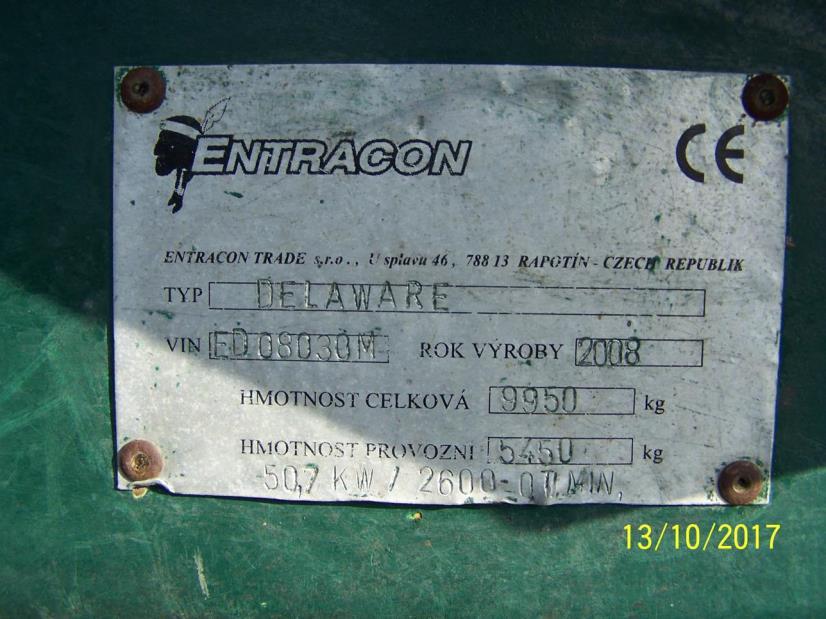 ENTRACON
CE
ENTRACON TRADE s.r.o., U splavu 46, 788 13 RAPOTÍN - CZECH REPUBLIK
TYP DELAWARE
VIN ED08030M ROK VÝROBY 2008
HMOTNOST CELKOVÁ 9950 kg
HMOTNOST PROVOZNI 5450 kg
50,7 KW / 2600 OT.MIN,
13/10/2017